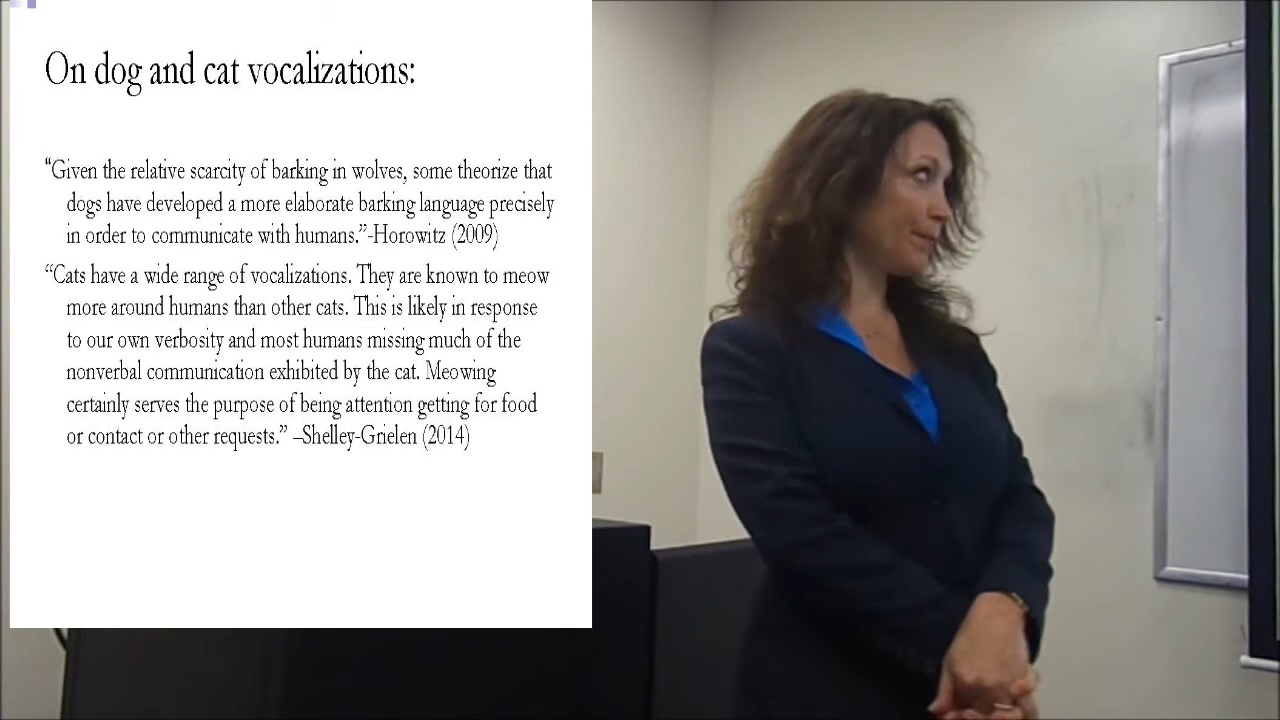 On dog and cat vocalizations:
“Given the relative scarcity of barking in wolves, some theorize that
dogs have developed a more elaborate barking language precisely
in order to communicate with humans.”-Horowitz (2009)
“Cats have a wide range of vocalizations. They are known to meow
more around humans than other cats. This is likely in response
to our own verbosity and most humans missing much of the
nonverbal communication exhibited by the cat. Meowing
certainly serves the purpose of being attention getting for food
or contact or other requests.” –Shelley-Grielen (2014)